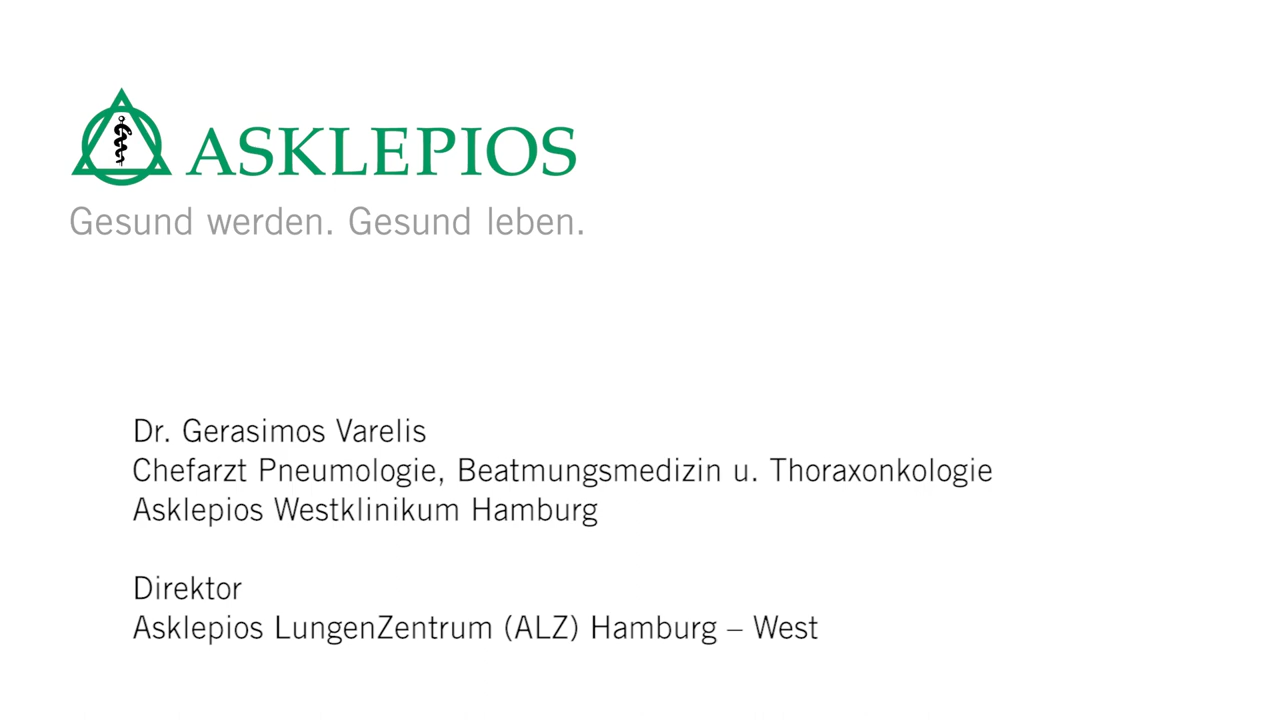 ASKLEPIOS
Gesund werden. Gesund leben.
Dr. Gerasimos Varelis
Chefarzt Pneumologie, Beatmungsmedizin u. Thoraxonkologie
Asklepios Westklinikum Hamburg
Direktor
Asklepios LungenZentrum (ALZ) Hamburg – West